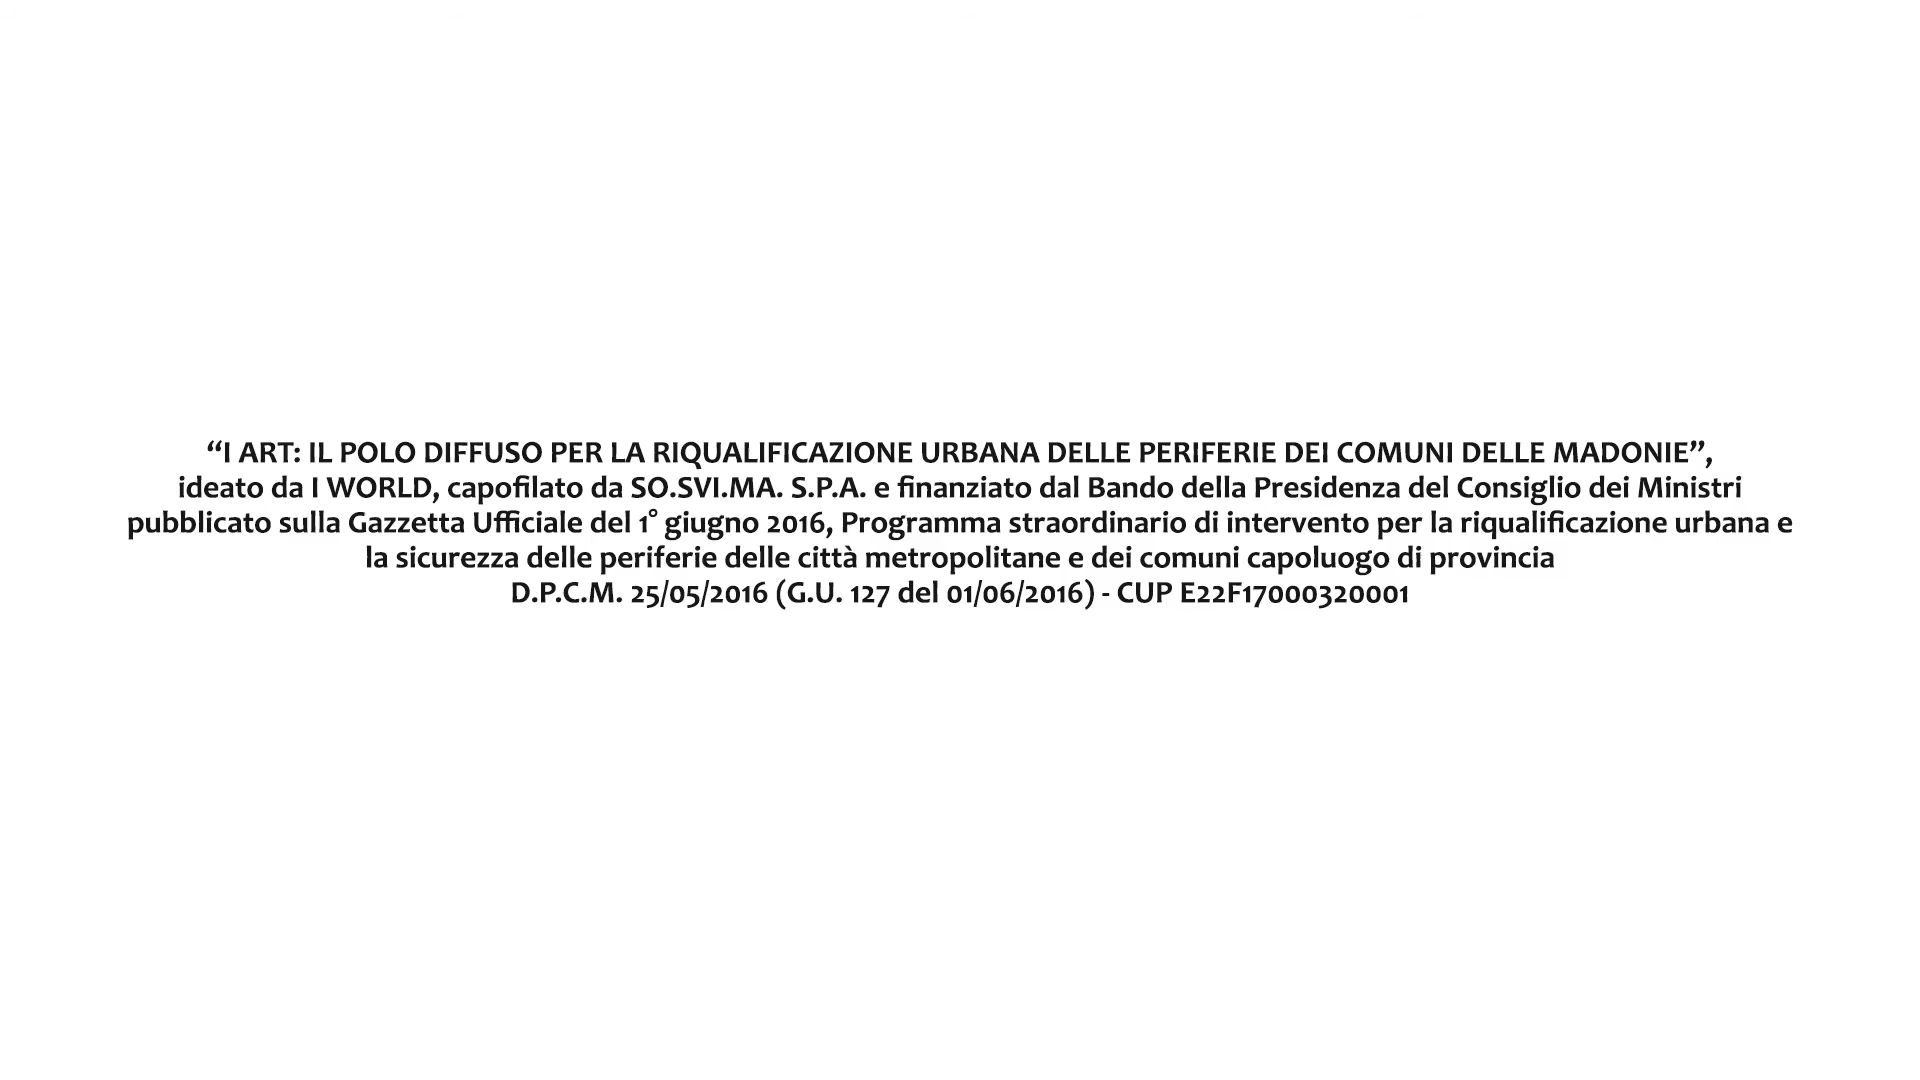 “I ART: IL POLO DIFFUSO PER LA RIQUALIFICAZIONE URBANA DELLE PERIFERIE DEI COMUNI DELLE MADONIE”,
ideato da I WORLD, capofilato da SO.SVI.MA. S.P.A. e finanziato dal Bando della Presidenza del Consiglio dei Ministri
pubblicato sulla Gazzetta Ufficiale del 1° giugno 2016, Programma straordinario di intervento per la riqualificazione urbana e
la sicurezza delle periferie delle città metropolitane e dei comuni capoluogo di provincia
D.P.C.M. 25/05/2016 (G.U. 127 del 01/06/2016) - CUP E22F17000320001